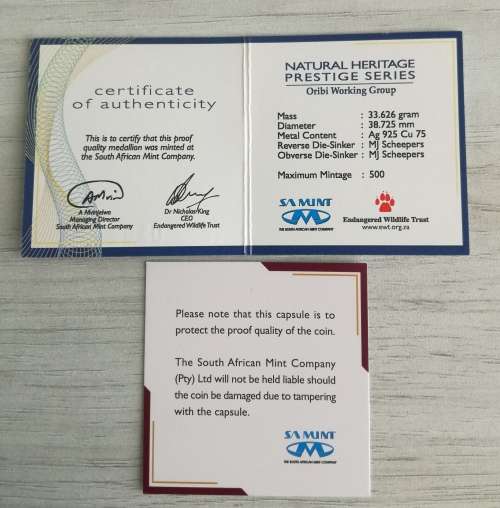 certificate
of authenticity
This is to certify that this proof
quality medallion was minted at
the South African Mint Company.
A Mvinjelwa
Managing Director
South African Mint Company
Dr Nicholas King
CEO
Endangered Wildlife Trust
NATURAL HERITAGE
PRESTIGE SERIES
Oribi Working Group
Mass : 33.626 gram
Diameter : 38.725 mm
Metal Content : Ag 925 Cu 75
Reverse Die-Sinker : MJ Scheepers
Obverse Die-Sinker : MJ Scheepers
Maximum Mintage : 500
SA MINT
THE SOUTH AFRICAN MINT COMPANY
Endangered Wildlife Trust
www.ewt.org.za
Please note that this capsule is to
protect the proof quality of the coin.
The South African Mint Company
(Pty) Ltd will not be held liable should
the coin be damaged due to tampering
with the capsule.
SA MINT
THE SOUTH AFRICAN MINT COMPANY